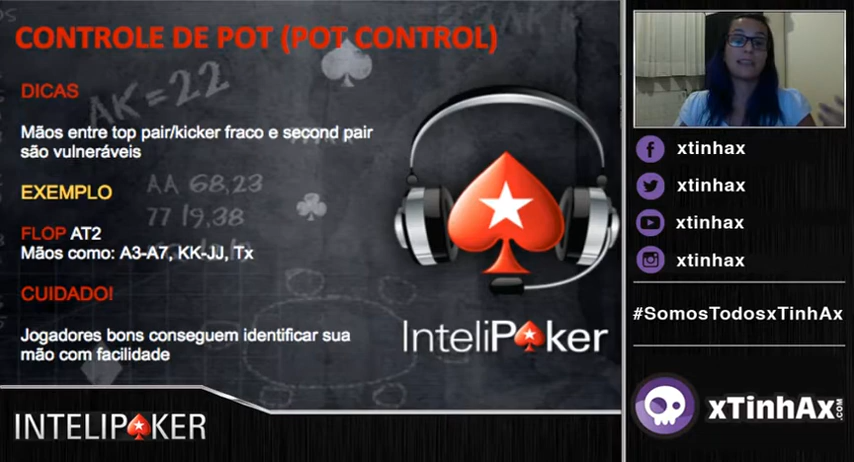 CONTROLE DE POT (POT CONTROL)
DICAS
AK = 22
Mãos entre top pair/kicker fraco e second pair
são vulneráveis
EXEMPLO
AA 68,23
77 19,38
FLOP AT2
Mãos como: A3-A7, KK-JJ, Tx
CUIDADO!
Jogadores bons conseguem identificar sua
mão com facilidade
InteliPoker
INTELIPOKER
xtinhax
xtinhax
xtinhax
xtinhax
#SomosTodosxTinhAx
xTinhAx.com